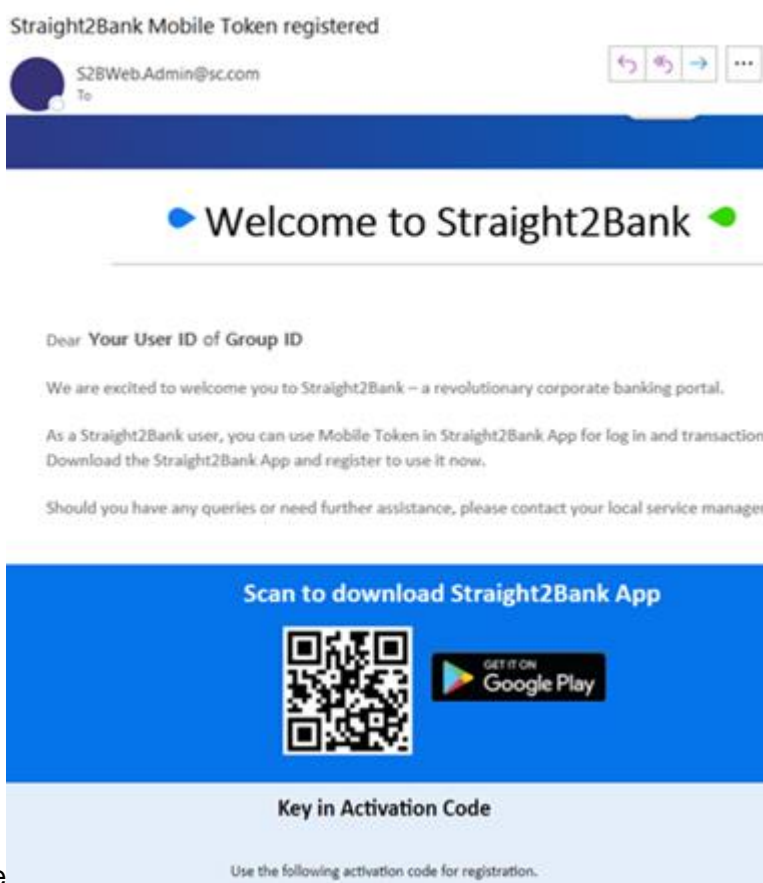 Straight2Bank Mobile Token registered
S2BWeb.Admin@sc.com
To
Welcome to Straight2Bank
Dear Your User ID of Group ID
We are excited to welcome you to Straight2Bank – a revolutionary corporate banking portal.
As a Straight2Bank user, you can use Mobile Token in Straight2Bank App for log in and transaction
Download the Straight2Bank App and register to use it now.
Should you have any queries or need further assistance, please contact your local service manager
Scan to download Straight2Bank App
GET IT ON
Google Play
Key in Activation Code
e
Use the following activation code for registration.